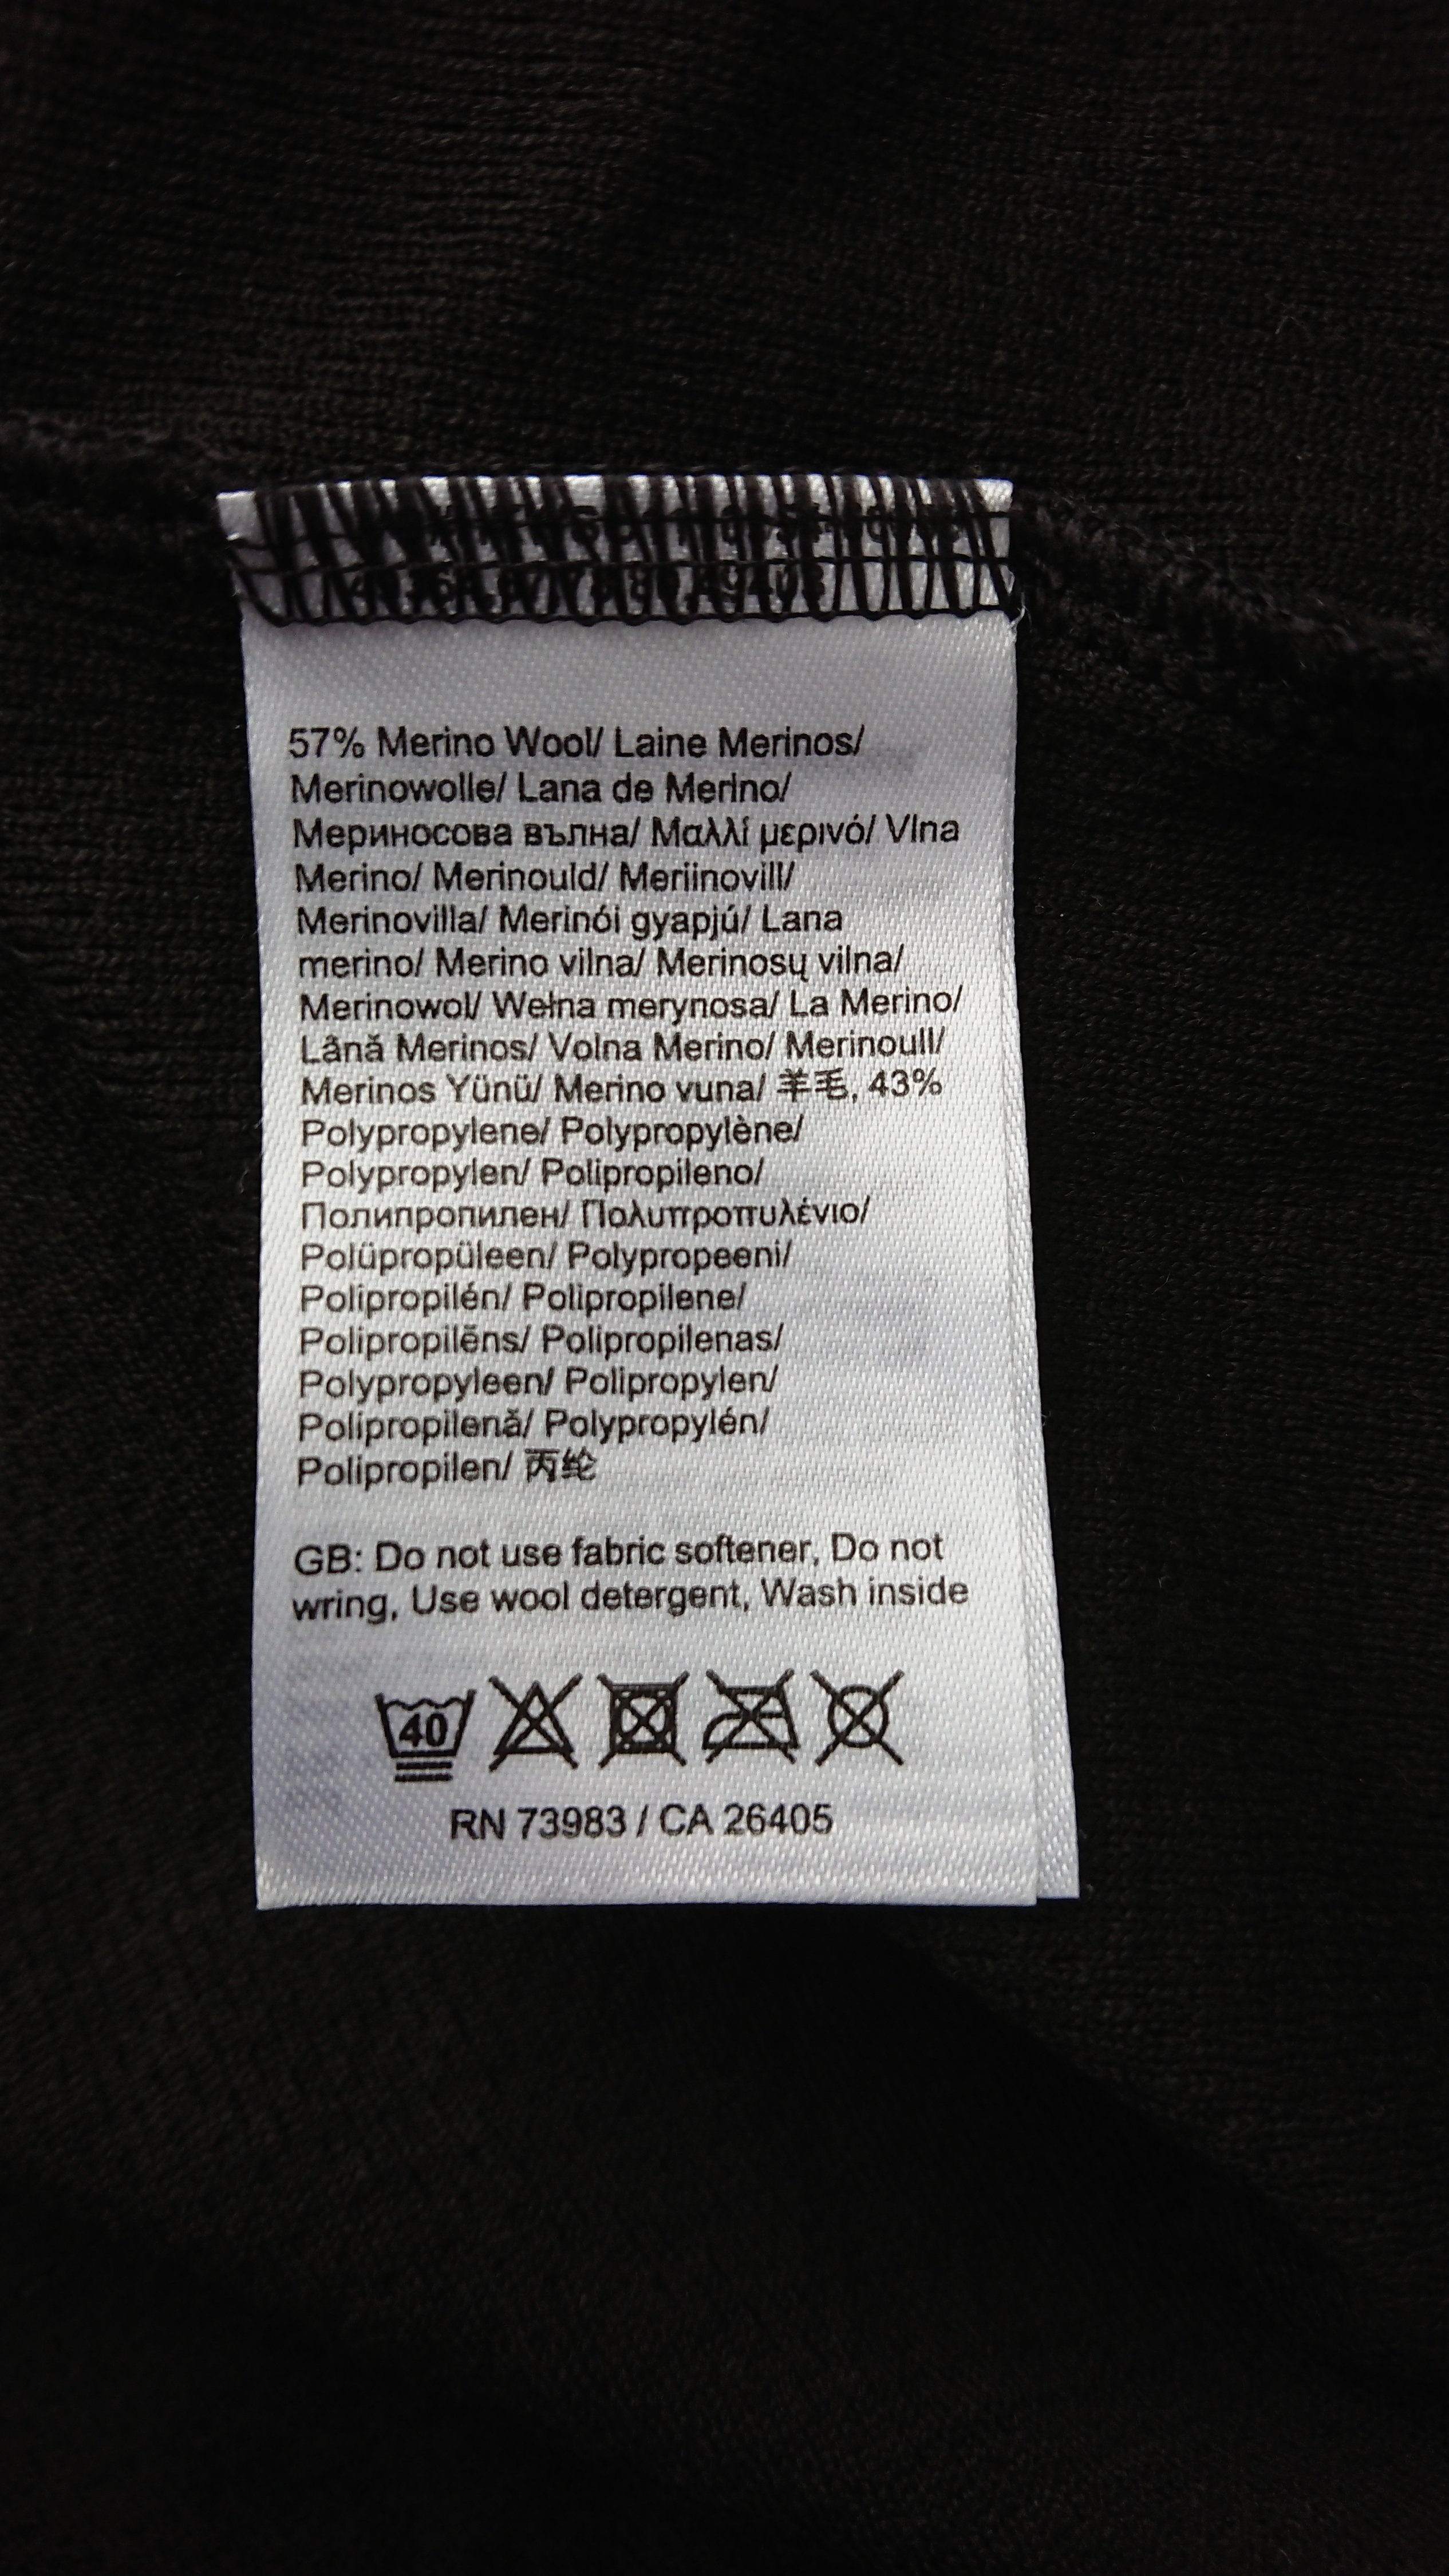 57% Merino Wool/ Laine Merinos/
Merinowolle/ Lana de Merino/
Мериносова вълна/ Μαλλί μερινό/ Vlna
Merino/ Merinould/ Meriinovill/
Merinovilla/ Merinói gyapjú/ Lana
merino/ Merino vilna/ Merinosų vilna/
Merinowol/ Wełna merynosa/ La Merino/
Lână Merinos/ Volna Merino/ Merinoull/
Merinos Yünü/ Merino vuna/ 羊毛, 43%
Polypropylene/ Polypropylène/
Polypropylen/ Polipropileno/
Полипропилен/ Πολυπροπυλένιο/
Polüpropüleen/ Polypropeeni/
Polipropilén/ Polipropilene/
Polipropilēns/ Polipropilenas/
Polypropyleen/ Polipropylen/
Polipropilenă/ Polypropylén/
Polipropilen/ 丙纶
GB: Do not use fabric softener, Do not
wring, Use wool detergent, Wash inside
40
RN 73983 / CA 26405